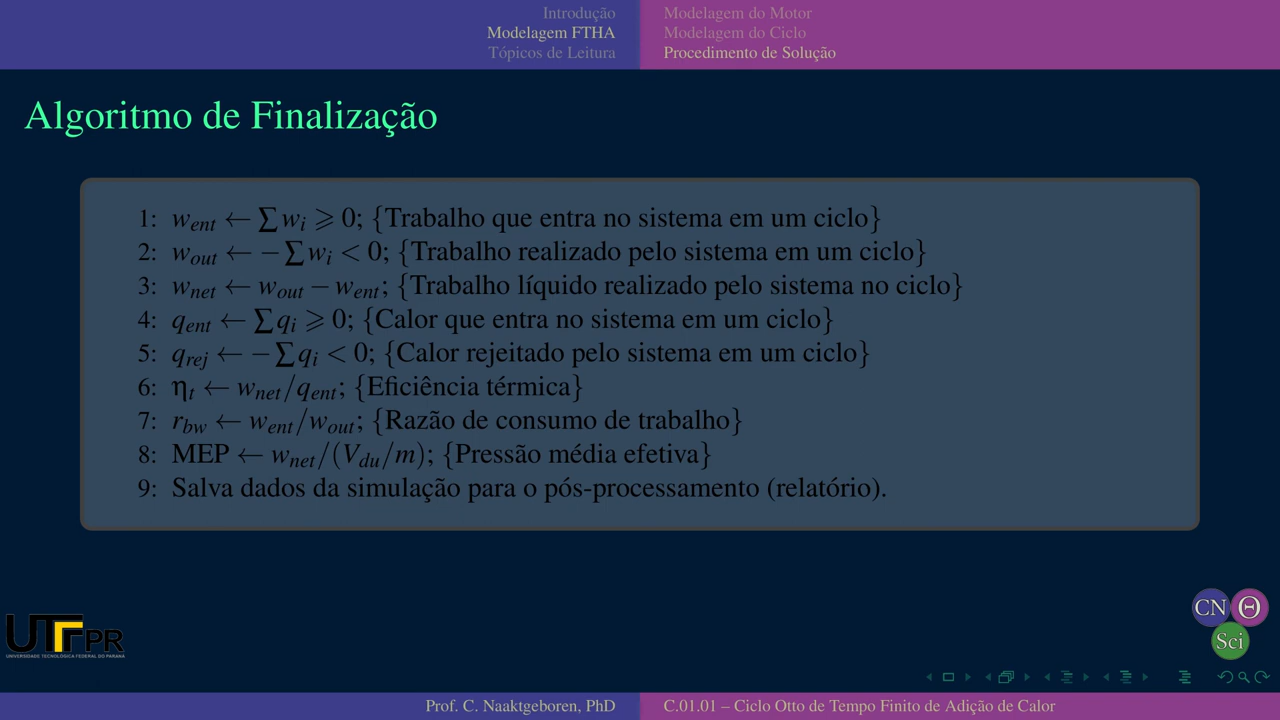 Introdução
Modelagem FTHA
Tópicos de Leitura
Modelagem do Motor
Modelagem do Ciclo
Procedimento de Solução
Algoritmo de Finalização
1: w_ent ← ∑ w_i ⩾ 0; {Trabalho que entra no sistema em um ciclo}
2: w_out ← −∑ w_i < 0; {Trabalho realizado pelo sistema em um ciclo}
3: w_net ← w_out − w_ent; {Trabalho líquido realizado pelo sistema no ciclo}
4: q_ent ← ∑ q_i ⩾ 0; {Calor que entra no sistema em um ciclo}
5: q_rej ← −∑ q_i < 0; {Calor rejeitado pelo sistema em um ciclo}
6: η_t ← w_net/q_ent; {Eficiência térmica}
7: r_bw ← w_ent/w_out; {Razão de consumo de trabalho}
8: MEP ← w_net/(V_du/m); {Pressão média efetiva}
9: Salva dados da simulação para o pós-processamento (relatório).
CN Θ
Sci
UTFPR
UNIVERSIDADE TECNOLÓGICA FEDERAL DO PARANÁ
Prof. C. Naaktgeboren, PhD
C.01.01 – Ciclo Otto de Tempo Finito de Adição de Calor